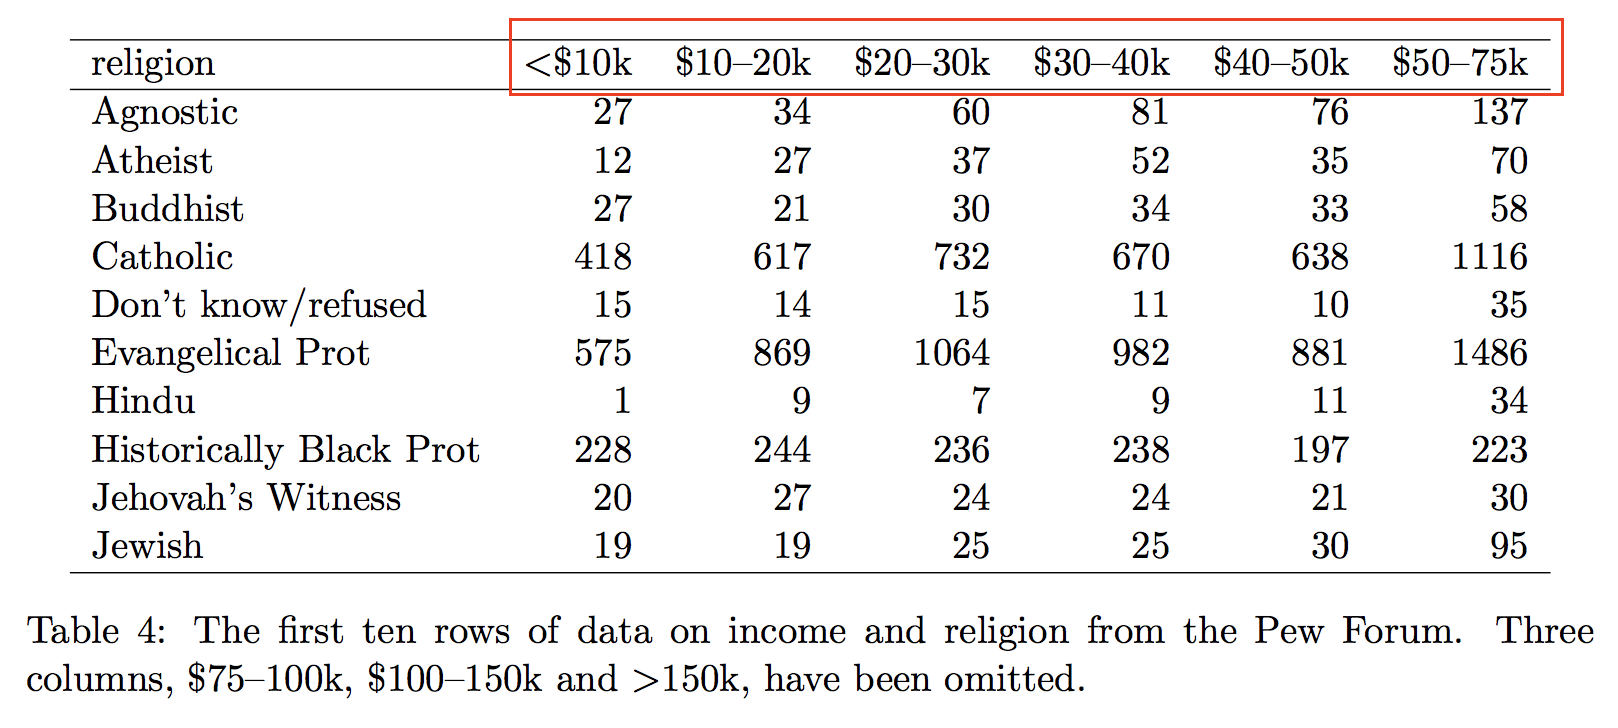 religion <$10k $10–20k $20–30k $30–40k $40–50k $50–75k
Agnostic 27 34 60 81 76 137
Atheist 12 27 37 52 35 70
Buddhist 27 21 30 34 33 58
Catholic 418 617 732 670 638 1116
Don’t know/refused 15 14 15 11 10 35
Evangelical Prot 575 869 1064 982 881 1486
Hindu 1 9 7 9 11 34
Historically Black Prot 228 244 236 238 197 223
Jehovah’s Witness 20 27 24 24 21 30
Jewish 19 19 25 25 30 95
Table 4: The first ten rows of data on income and religion from the Pew Forum. Three
columns, $75–100k, $100–150k and >150k, have been omitted.